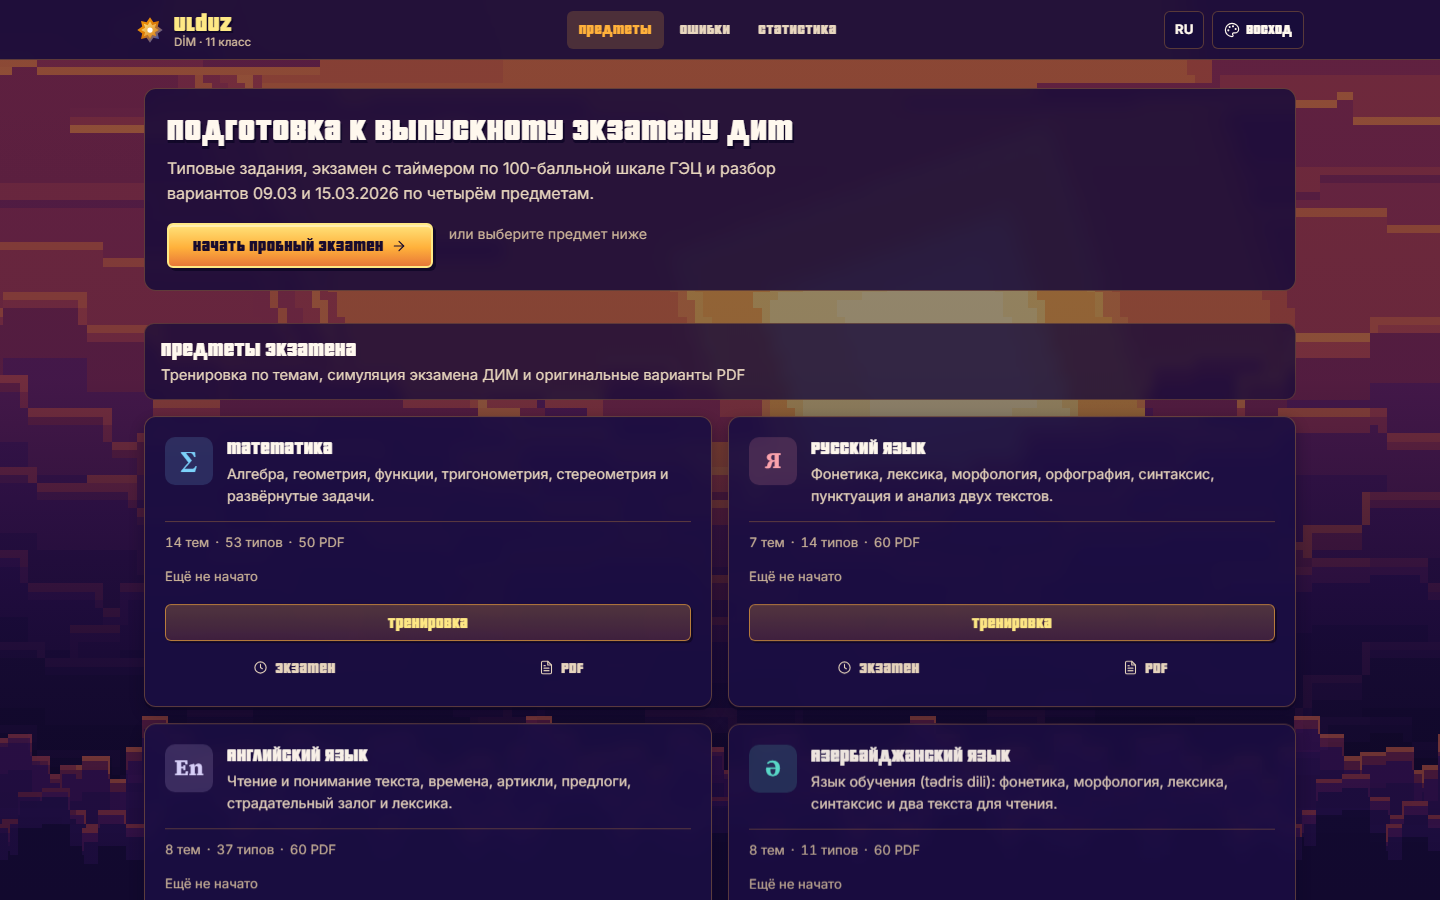 ulduz
DİM · 11 класс
предметы
ошибки
статистика
RU
восход
подготовка к выпускному экзамену дим
Типовые задания, экзамен с таймером по 100-балльной шкале ГЭЦ и разбор
вариантов 09.03 и 15.03.2026 по четырём предметам.
начать пробный экзамен →
или выберите предмет ниже
предметы экзамена
Тренировка по темам, симуляция экзамена ДИМ и оригинальные варианты PDF
Σ
математика
Алгебра, геометрия, функции, тригонометрия, стереометрия и
развёрнутые задачи.
14 тем · 53 типов · 50 PDF
Ещё не начато
тренировка
экзамен
PDF
Я
русский язык
Фонетика, лексика, морфология, орфография, синтаксис,
пунктуация и анализ двух текстов.
7 тем · 14 типов · 60 PDF
Ещё не начато
тренировка
экзамен
PDF
En
английский язык
Чтение и понимание текста, времена, артикли, предлоги,
страдательный залог и лексика.
8 тем · 37 типов · 60 PDF
Ещё не начато
ə
азербайджанский язык
Язык обучения (tədris dili): фонетика, морфология, лексика,
синтаксис и два текста для чтения.
8 тем · 11 типов · 60 PDF
Ещё не начато